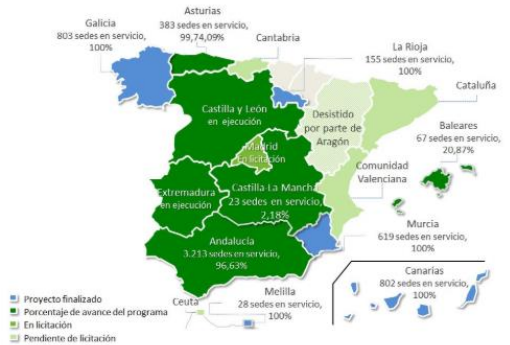 Galicia
803 sedes en servicio,
100%
Asturias
383 sedes en servicio,
99,74,09%
Cantabria
La Rioja
155 sedes en servicio,
100%
Cataluña
Castilla y León
en ejecución
Desistido
por parte de
Aragón
Baleares
67 sedes en servicio,
20,87%
Madrid
En licitación
Comunidad
Valenciana
Extremadura
en ejecución
Castilla La Mancha
23 sedes en servicio,
2,18%
Murcia
619 sedes en servicio,
100%
Andalucía
3.213 sedes en servicio,
96,63%
Canarias
802 sedes en servicio,
100%
Ceuta
Melilla
28 sedes en servicio,
100%
Proyecto finalizado
Porcentaje de avance del programa
En licitación
Pendiente de licitación